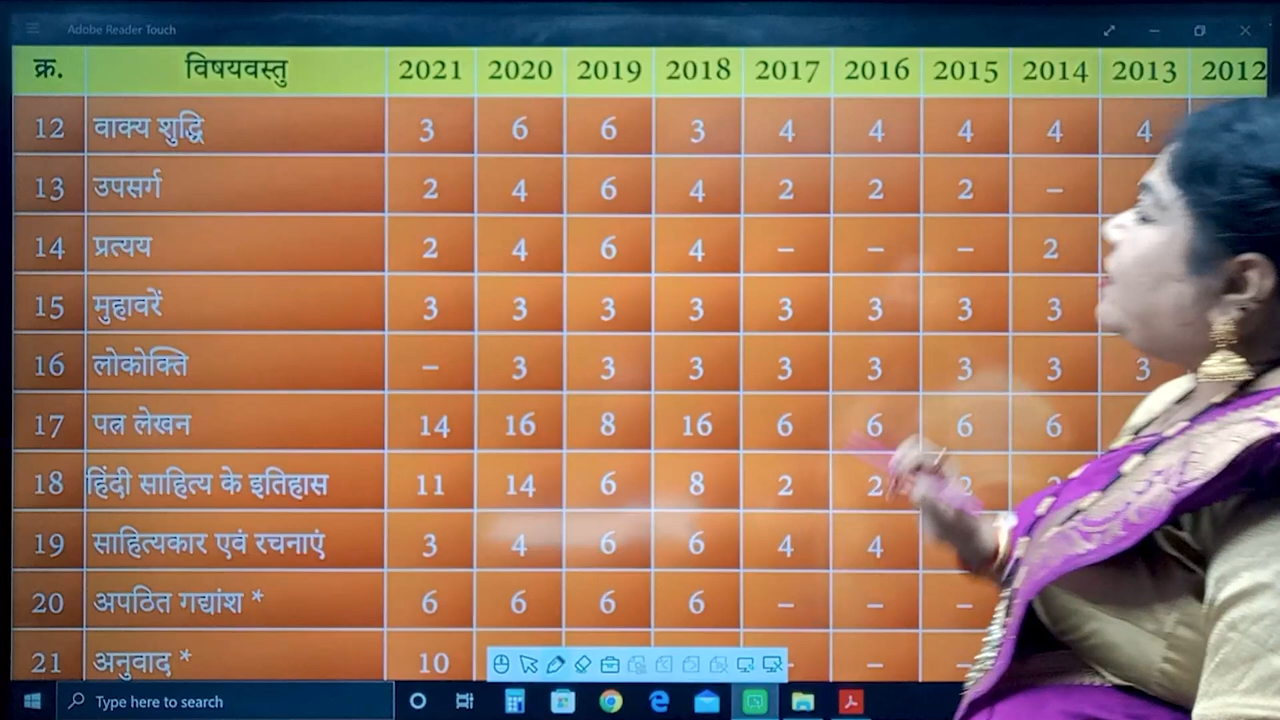 Adobe Reader Touch
क्र. विषयवस्तु 2021 2020 2019 2018 2017 2016 2015 2014 2013 2012
12 वाक्य शुद्धि 3 6 6 3 4 4 4 4 4
13 उपसर्ग 2 4 6 4 2 2 2 –
14 प्रत्यय 2 4 6 4 – – – 2
15 मुहावरें 3 3 3 3 3 3 3 3
16 लोकोक्ति – 3 3 3 3 3 3 3 3
17 पत्र लेखन 14 16 8 16 6 6 6 6
18 हिंदी साहित्य के इतिहास 11 14 6 8 2 2 2
19 साहित्यकार एवं रचनाएं 3 4 6 6 4 4
20 अपठित गद्यांश * 6 6 6 6 – – –
21 अनुवाद * 10 – – –
Type here to search